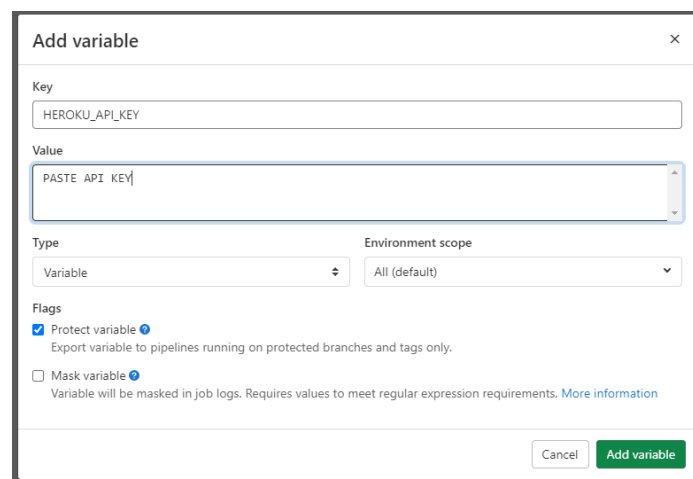 Add variable
×
Key
HEROKU_API_KEY
Value
PASTE API KEY
Type
Environment scope
Variable
All (default)
Flags
Protect variable ?
Export variable to pipelines running on protected branches and tags only.
Mask variable ?
Variable will be masked in job logs. Requires values to meet regular expression requirements. More information
Cancel
Add variable